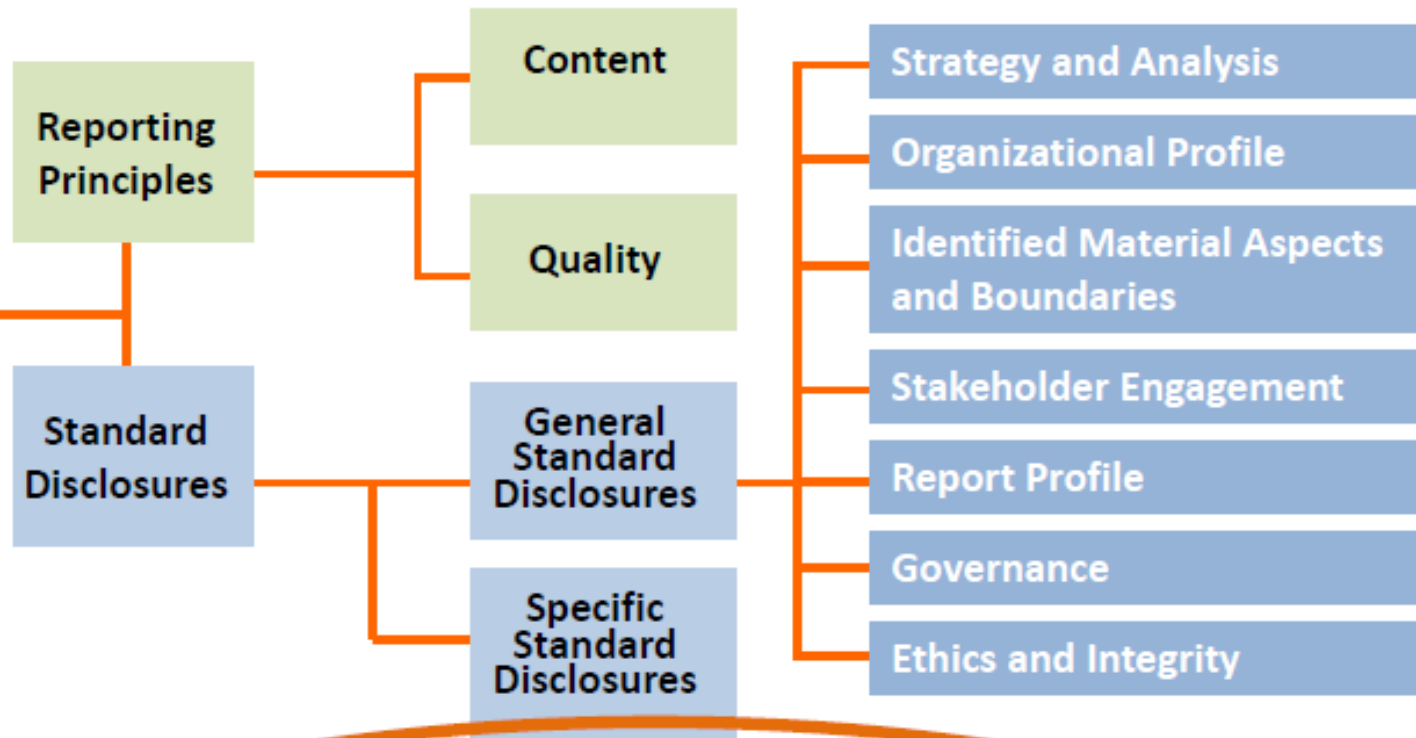 Reporting
Principles
Content
Quality
Standard
Disclosures
General
Standard
Disclosures
Specific
Standard
Disclosures
Strategy and Analysis
Organizational Profile
Identified Material Aspects
and Boundaries
Stakeholder Engagement
Report Profile
Governance
Ethics and Integrity